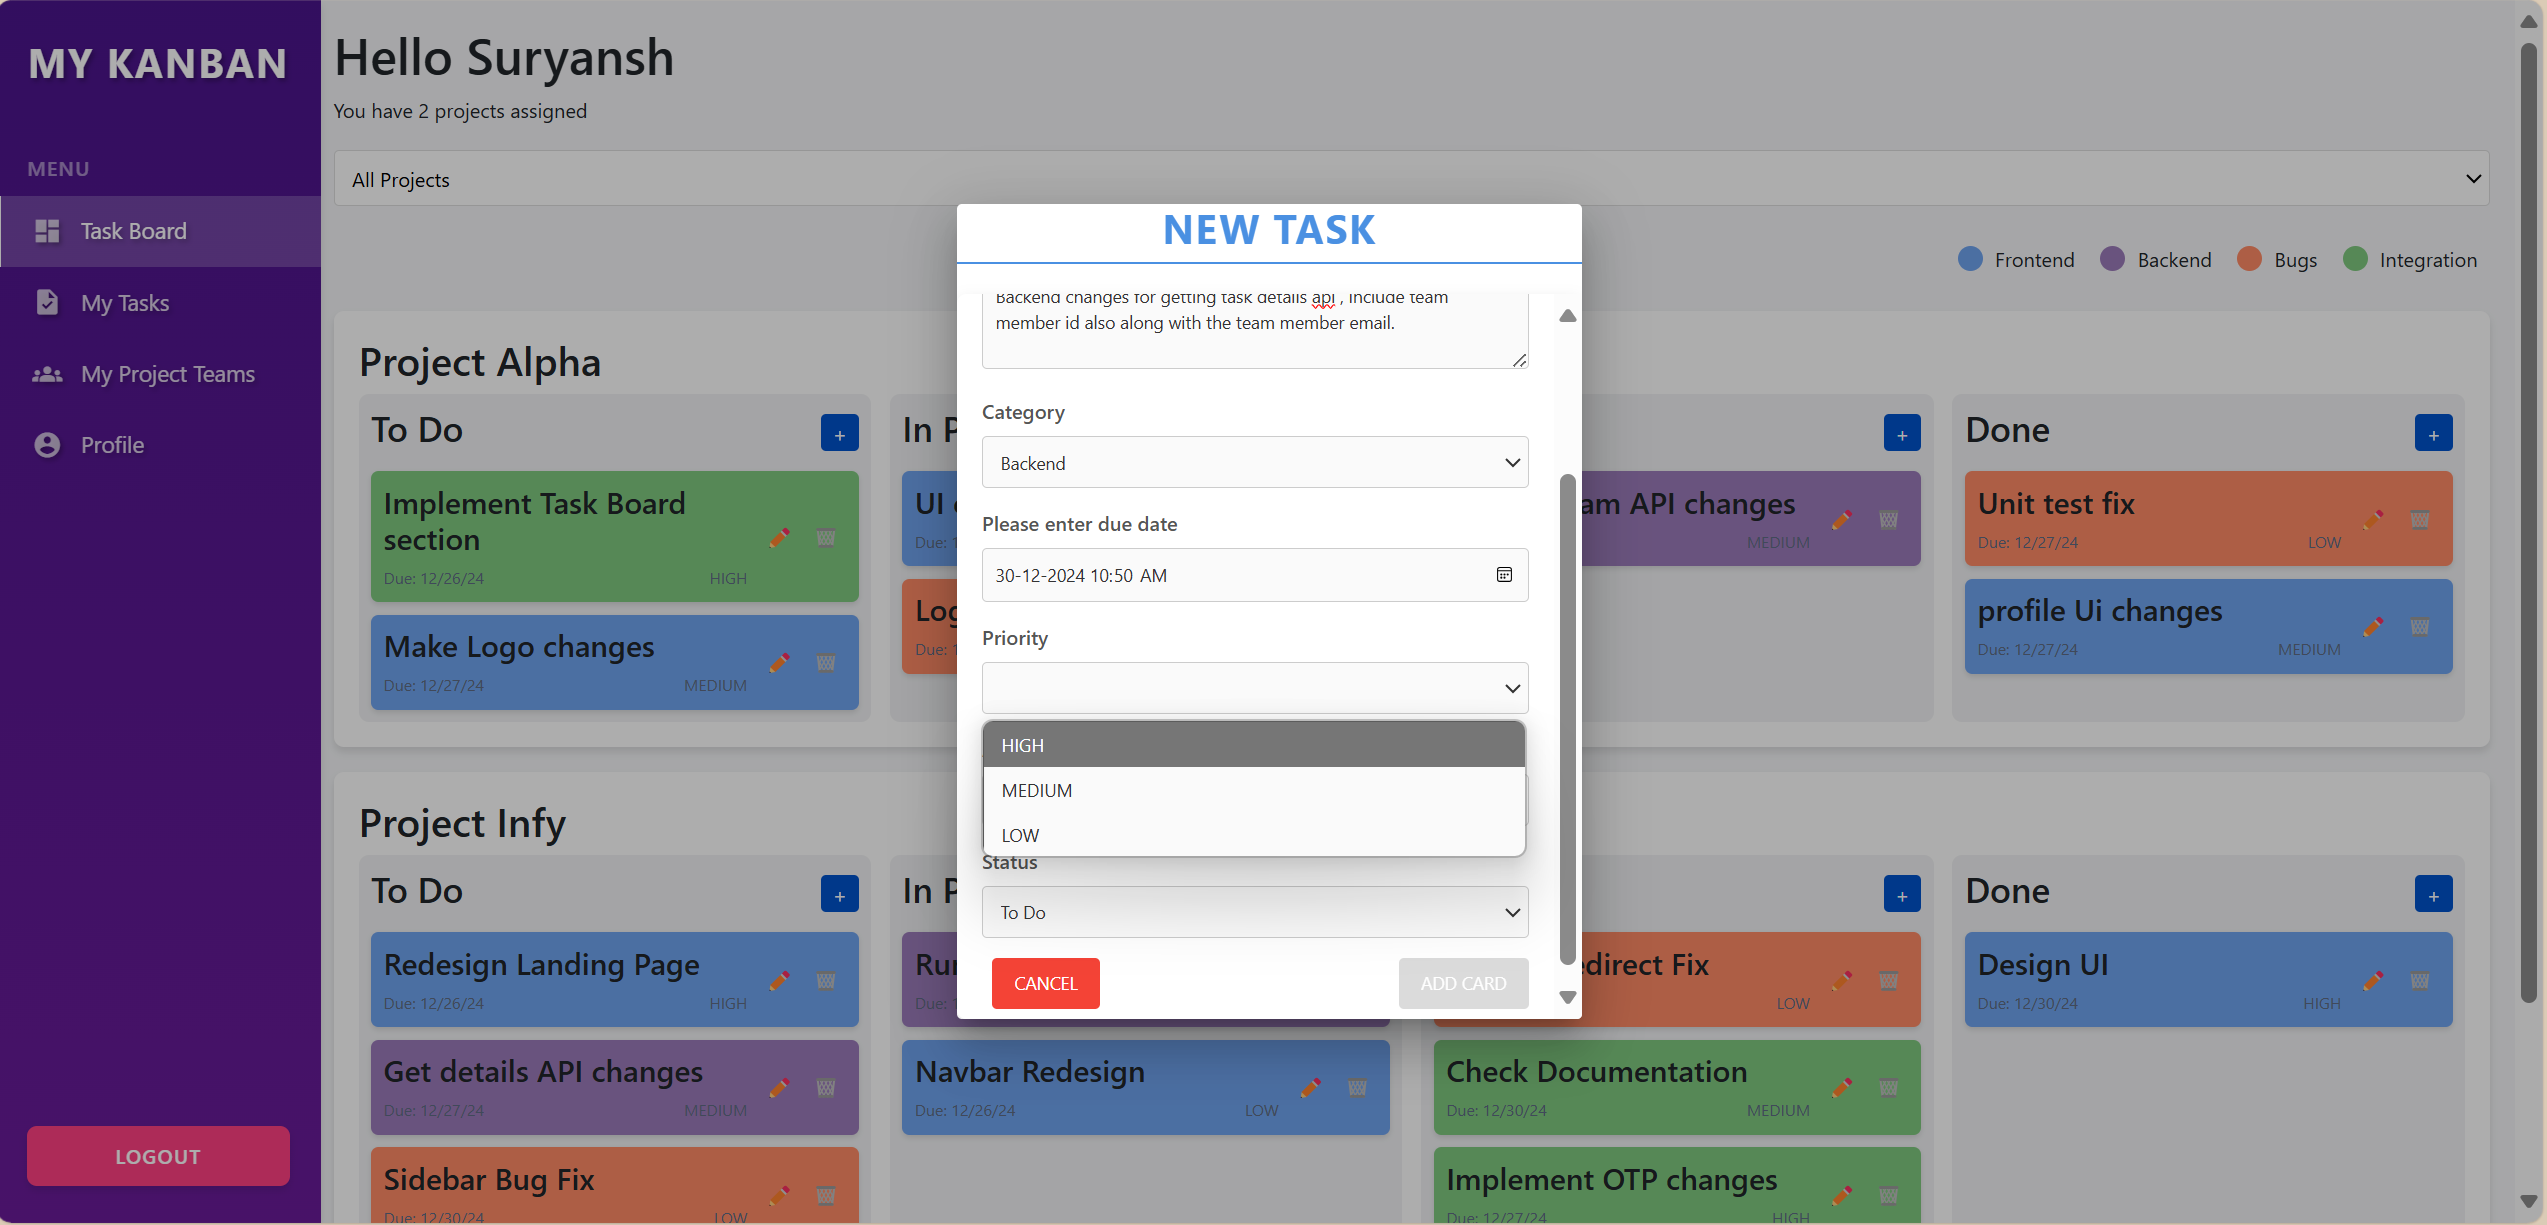 MY KANBAN
MENU
Task Board
My Tasks
My Project Teams
Profile
LOGOUT
Hello Suryansh
You have 2 projects assigned
All Projects
Frontend
Backend
Bugs
Integration
Project Alpha
To Do
+
Implement Task Board
section
Due: 12/26/24
HIGH
Make Logo changes
Due: 12/27/24
MEDIUM
In P
UI
Due: 1
Log
Due: 1
+
am API changes
MEDIUM
Done
+
Unit test fix
Due: 12/27/24
LOW
profile Ui changes
Due: 12/27/24
MEDIUM
Project Infy
To Do
+
Redesign Landing Page
Due: 12/26/24
HIGH
Get details API changes
Due: 12/27/24
MEDIUM
Sidebar Bug Fix
Due: 12/30/24
LOW
In P
Run
Due: 1
Navbar Redesign
Due: 12/26/24
LOW
+
edirect Fix
LOW
Check Documentation
Due: 12/30/24
MEDIUM
Implement OTP changes
Due: 12/27/24
HIGH
Done
+
Design UI
Due: 12/30/24
HIGH
NEW TASK
Backend changes for getting task details api , include team
member id also along with the team member email.
Category
Backend
Please enter due date
30-12-2024 10:50 AM
Priority
HIGH
MEDIUM
LOW
Status
To Do
CANCEL
ADD CARD